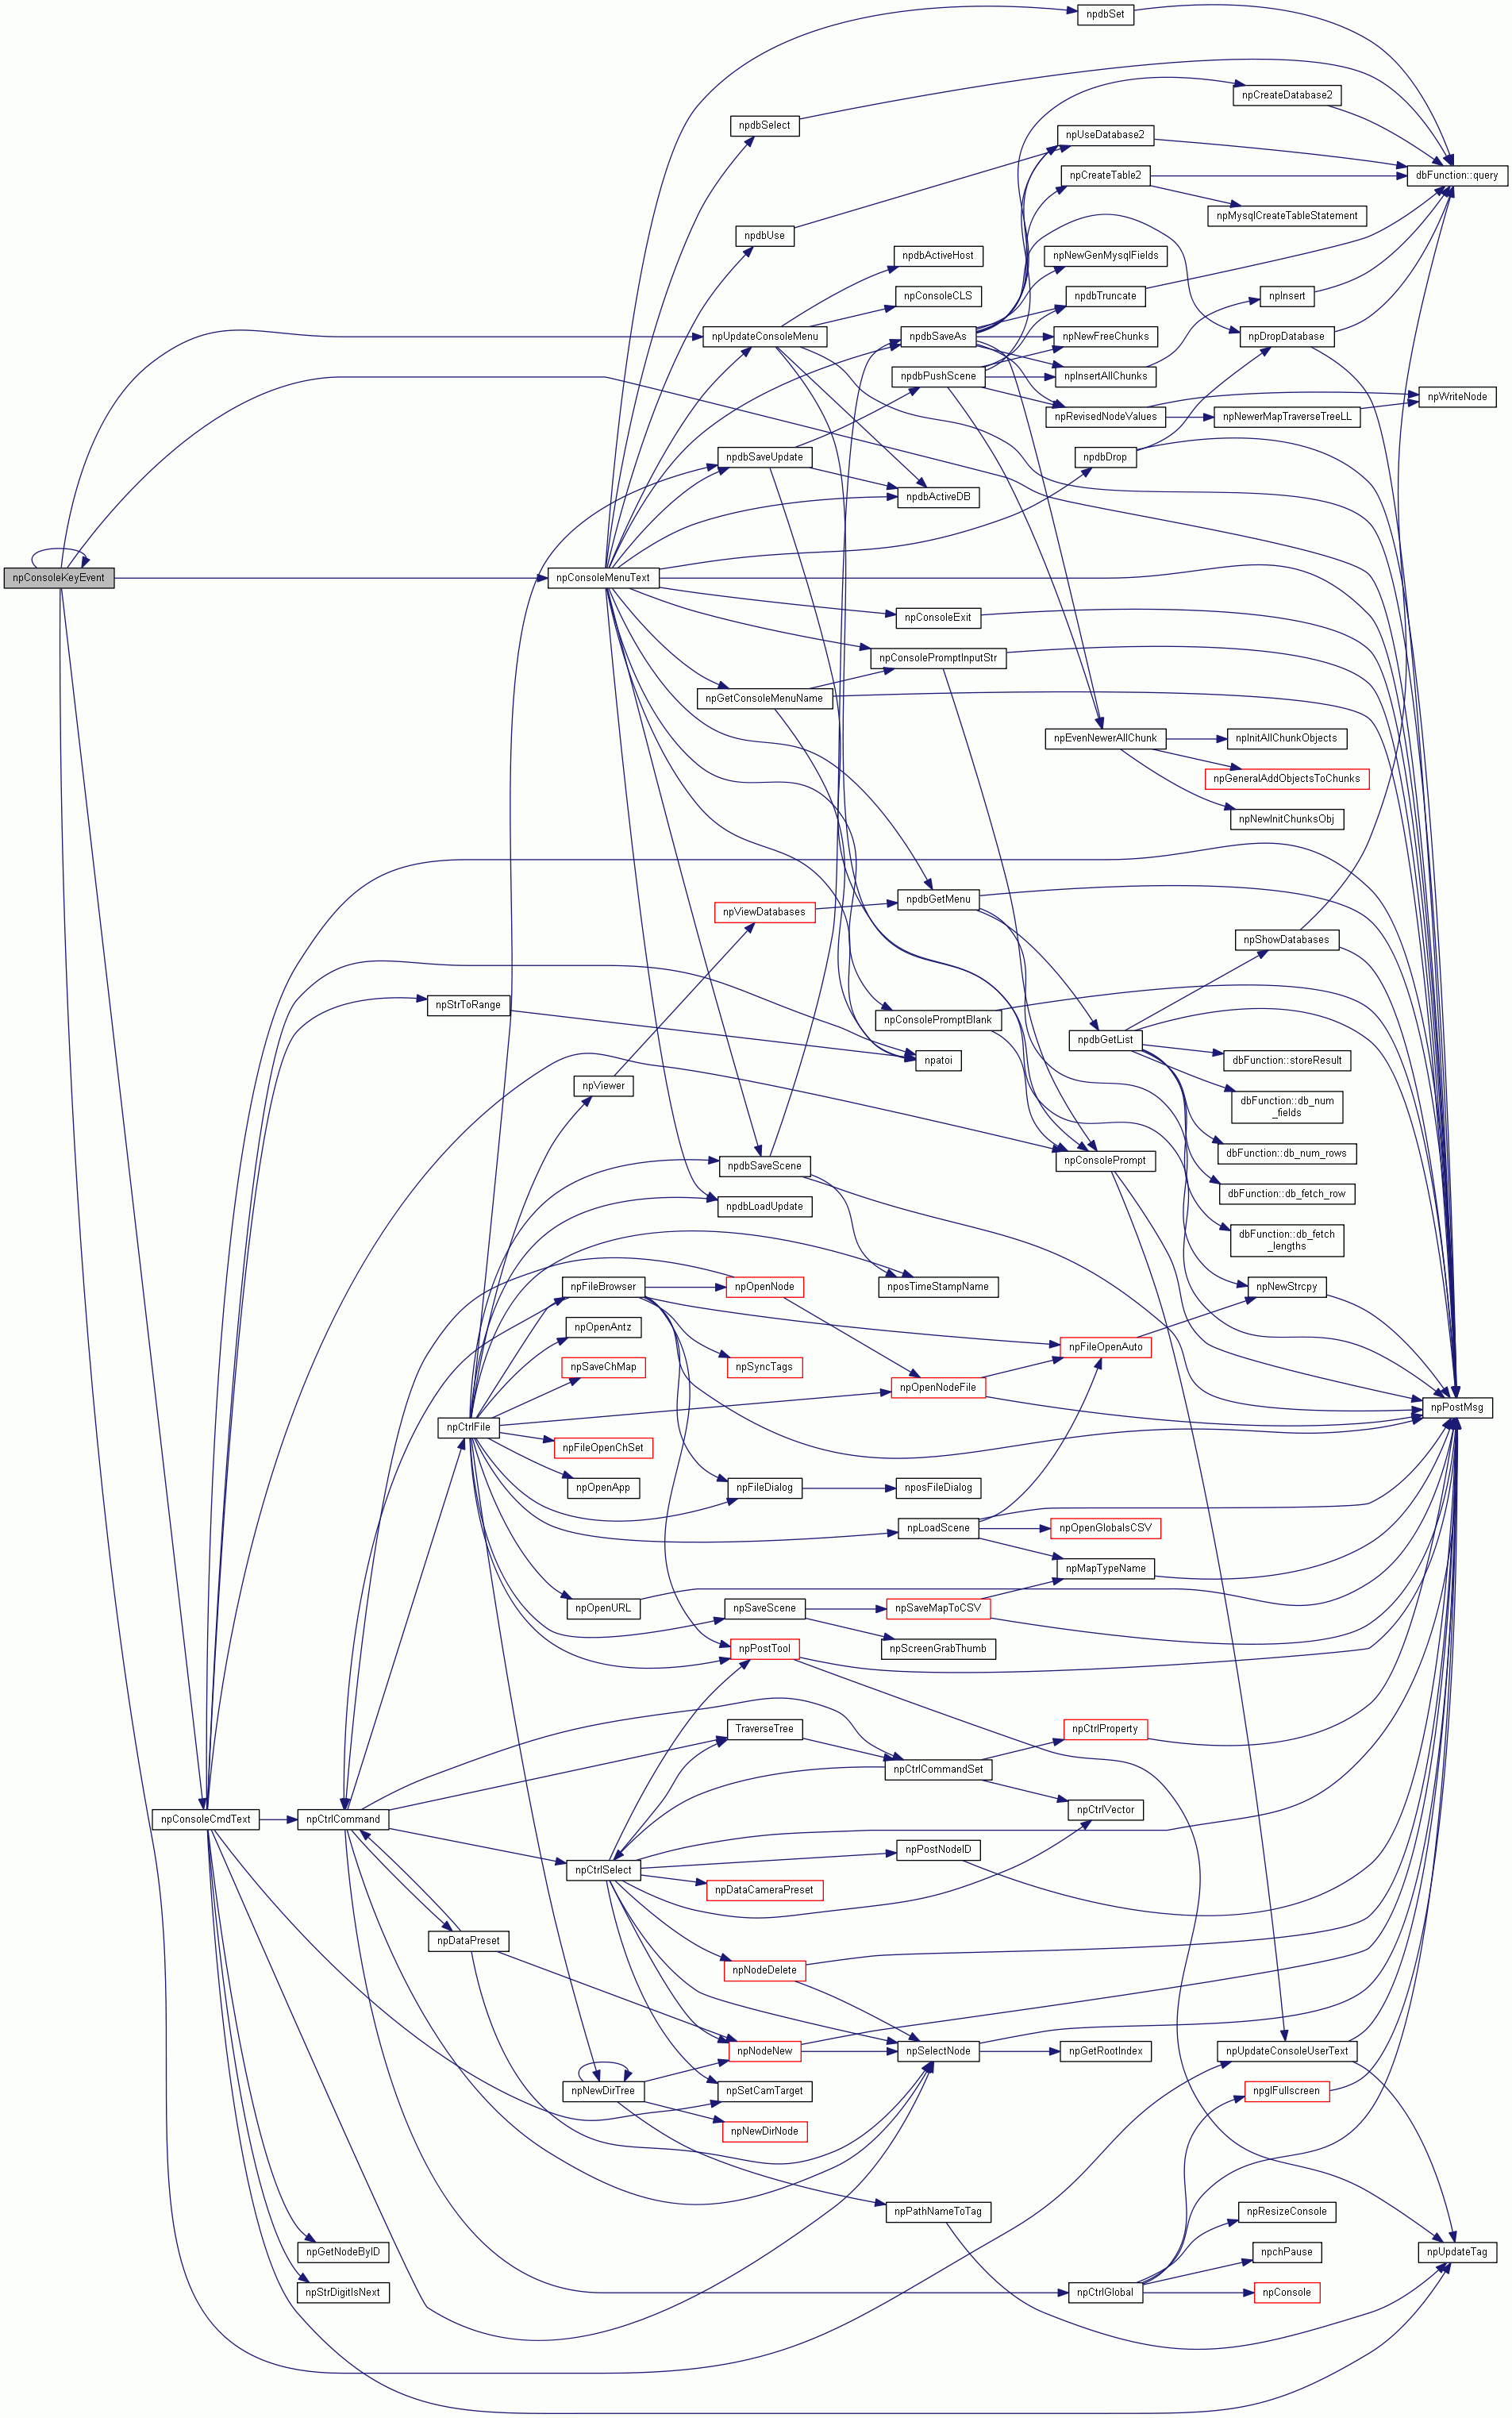 npdbSet
npCreateDatabase2
npdbSelect
npUseDatabase2
dbFunction::query
npCreateTable2
npMysqlCreateTableStatement
npdbUse
npdbActiveHost
npNewGenMysqlFields
npConsoleCLS
npdbTruncate
npInsert
npUpdateConsoleMenu
npdbSaveAs
npNewFreeChunks
npDropDatabase
npdbPushScene
npInsertAllChunks
npWriteNode
npRevisedNodeValues
npNewerMapTraverseTreeLL
npdbSaveUpdate
npdbDrop
npdbActiveDB
npConsoleKeyEvent
npConsoleMenuText
npConsoleExit
npConsolePromptInputStr
npGetConsoleMenuName
npEvenNewerAllChunk
npInitAllChunkObjects
npGeneralAddObjectsToChunks
npNewInitChunksObj
npdbGetMenu
npViewDatabases
npShowDatabases
npStrToRange
npConsolePromptBlank
npdbGetList
npatoi
dbFunction::storeResult
npViewer
dbFunction::db_num
_fields
npConsolePrompt
dbFunction::db_num_rows
npdbSaveScene
dbFunction::db_fetch_row
npdbLoadUpdate
dbFunction::db_fetch
_lengths
npFileBrowser
npOpenNode
nposTimeStampName
npNewStrcpy
npOpenAntz
npFileOpenAuto
npSaveChMap
npSyncTags
npOpenNodeFile
npPostMsg
npCtrlFile
npFileOpenChSet
npOpenApp
npFileDialog
nposFileDialog
npLoadScene
npOpenGlobalsCSV
npMapTypeName
npOpenURL
npSaveScene
npSaveMapToCSV
npPostTool
npScreenGrabThumb
TraverseTree
npCtrlProperty
npCtrlCommandSet
npCtrlVector
npConsoleCmdText
npCtrlCommand
npPostNodeID
npCtrlSelect
npDataCameraPreset
npDataPreset
npNodeDelete
npNodeNew
npSelectNode
npGetRootIndex
npUpdateConsoleUserText
npNewDirTree
npSetCamTarget
npglFullscreen
npNewDirNode
npPathNameToTag
npResizeConsole
npGetNodeByID
npchPause
npUpdateTag
npStrDigitIsNext
npCtrlGlobal
npConsole